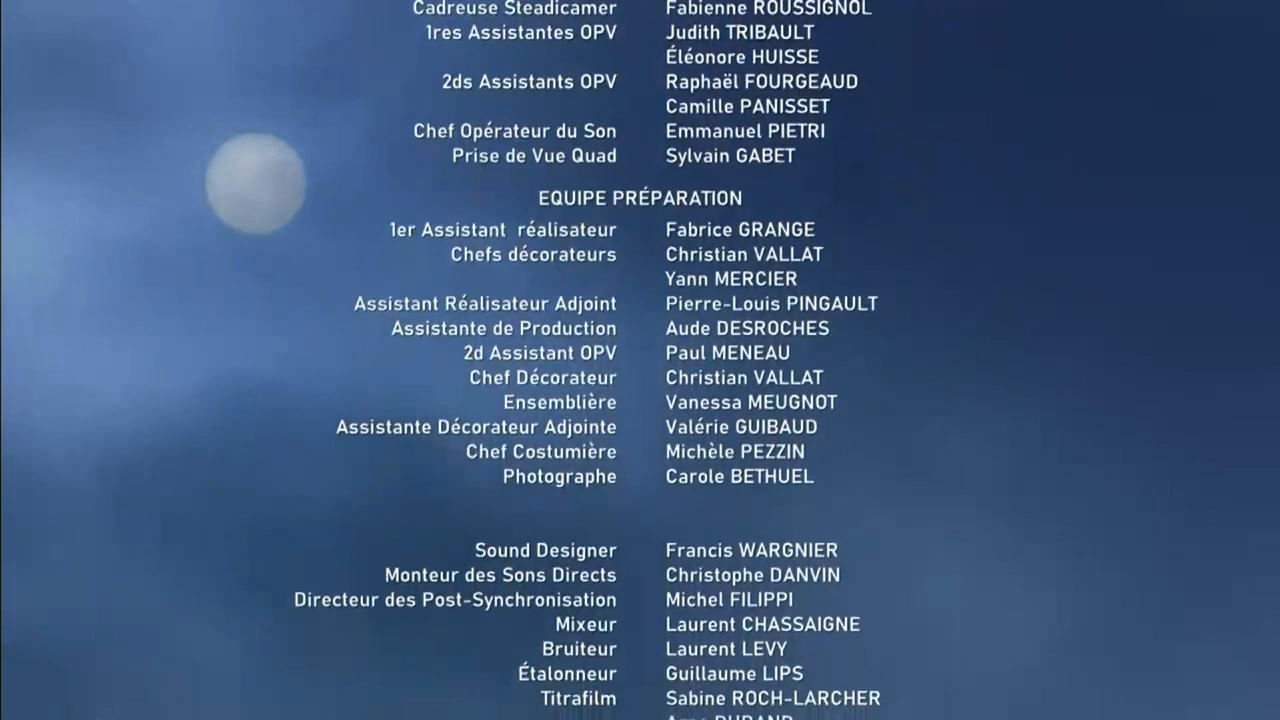 Cadreuse Steadicamer Fabienne ROUSSIGNOL
1res Assistantes OPV Judith TRIBAULT
Éléonore HUISSE
2ds Assistants OPV Raphaël FOURGEAUD
Camille PANISSET
Chef Opérateur du Son Emmanuel PIETRI
Prise de Vue Quad Sylvain GABET
EQUIPE PRÉPARATION
1er Assistant réalisateur Fabrice GRANGE
Chefs décorateurs Christian VALLAT
Yann MERCIER
Assistant Réalisateur Adjoint Pierre-Louis PINGAULT
Assistante de Production Aude DESROCHES
2d Assistant OPV Paul MENEAU
Chef Décorateur Christian VALLAT
Ensemblière Vanessa MEUGNOT
Assistante Décorateur Adjointe Valérie GUIBAUD
Chef Costumière Michèle PEZZIN
Photographe Carole BETHUEL
Sound Designer Francis WARGNIER
Monteur des Sons Directs Christophe DANVIN
Directeur des Post-Synchronisation Michel FILIPPI
Mixeur Laurent CHASSAIGNE
Bruiteur Laurent LEVY
Étalonneur Guillaume LIPS
Titrafilm Sabine ROCH-LARCHER